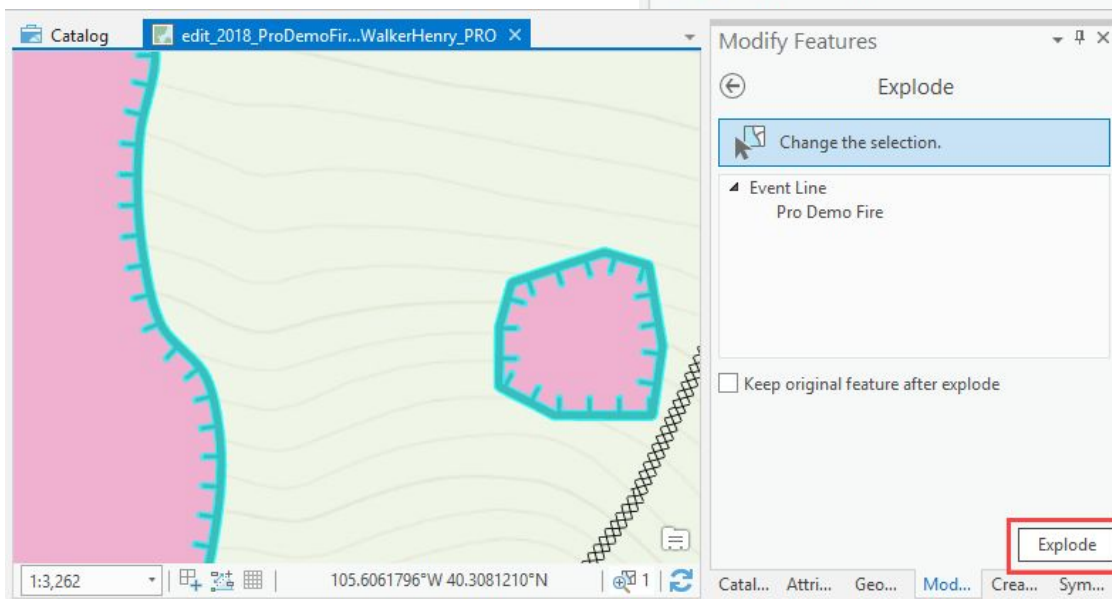 Catalog
edit_2018_ProDemoFir...WalkerHenry_PRO
Modify Features
Explode
Change the selection.
Event Line
Pro Demo Fire
Keep original feature after explode
Explode
1:3,262
105.6061796°W 40.3081210°N
1
Catal... Attri... Geo... Mod... Crea... Sym...